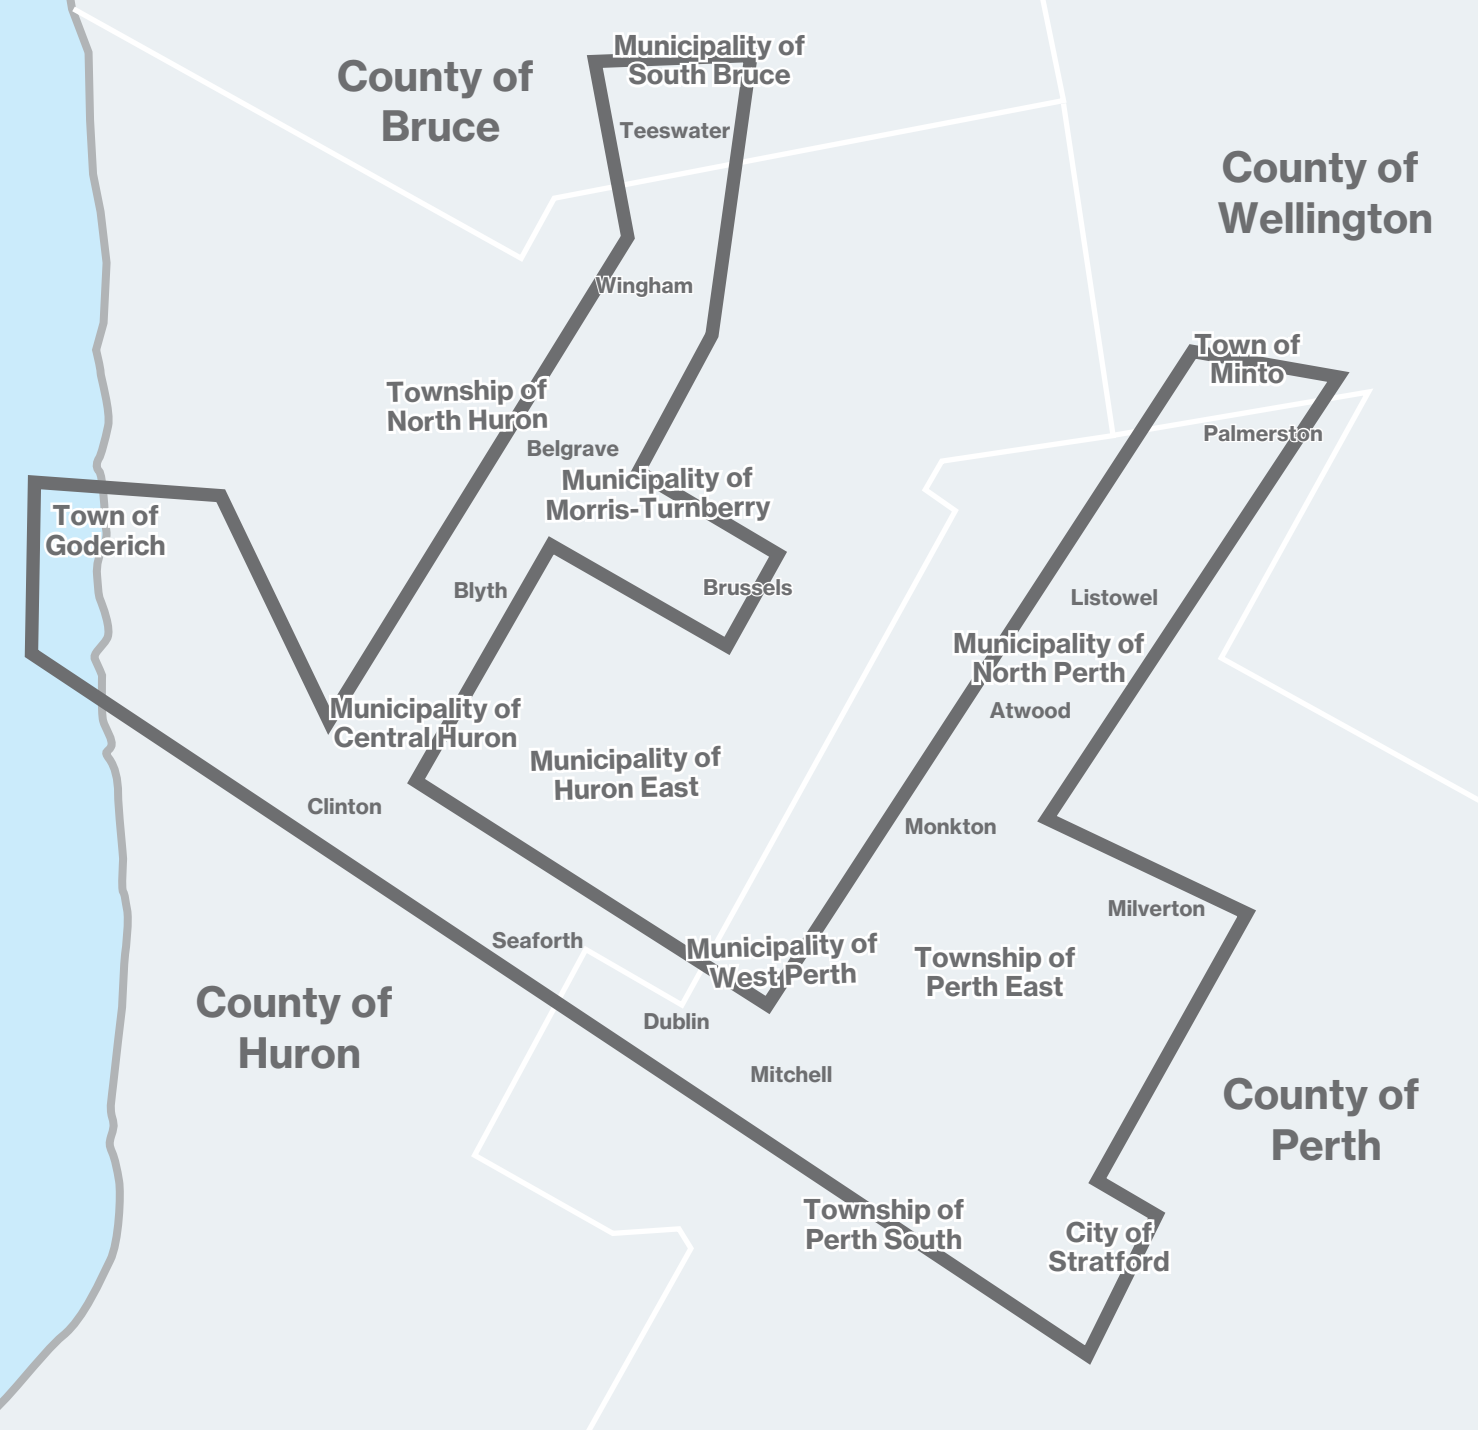 Municipality of
South Bruce
County of
Bruce
Teeswater
County of
Wellington
Wingham
Town of
Minto
Township of
North Huron
Palmerston
Belgrave
Municipality of
Morris-Turnberry
Town of
Goderich
Blyth
Brussels
Listowel
Municipality of
North Perth
Atwood
Municipality of
Central Huron
Municipality of
Huron East
Clinton
Monkton
Milverton
Seaforth
Municipality of
West Perth
Township of
Perth East
County of
Huron
Dublin
Mitchell
County of
Perth
Township of
Perth South
City of
Stratford